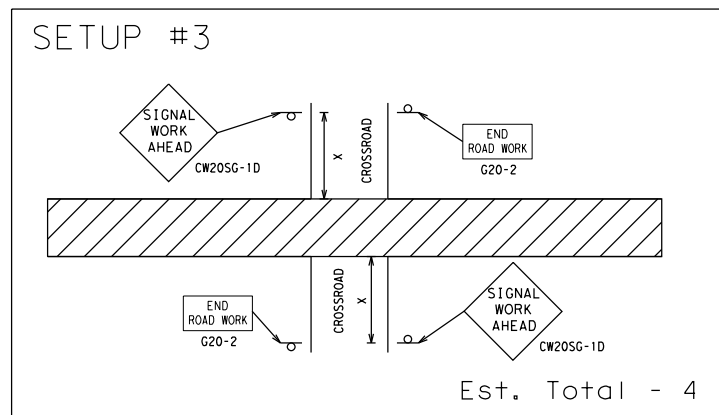 SETUP #3
SIGNAL
WORK
AHEAD
CW20SG-1D
X
CROSSROAD
END
ROAD WORK
G20-2
END
ROAD WORK
G20-2
CROSSROAD
X
SIGNAL
WORK
AHEAD
CW20SG-1D
Est. Total - 4